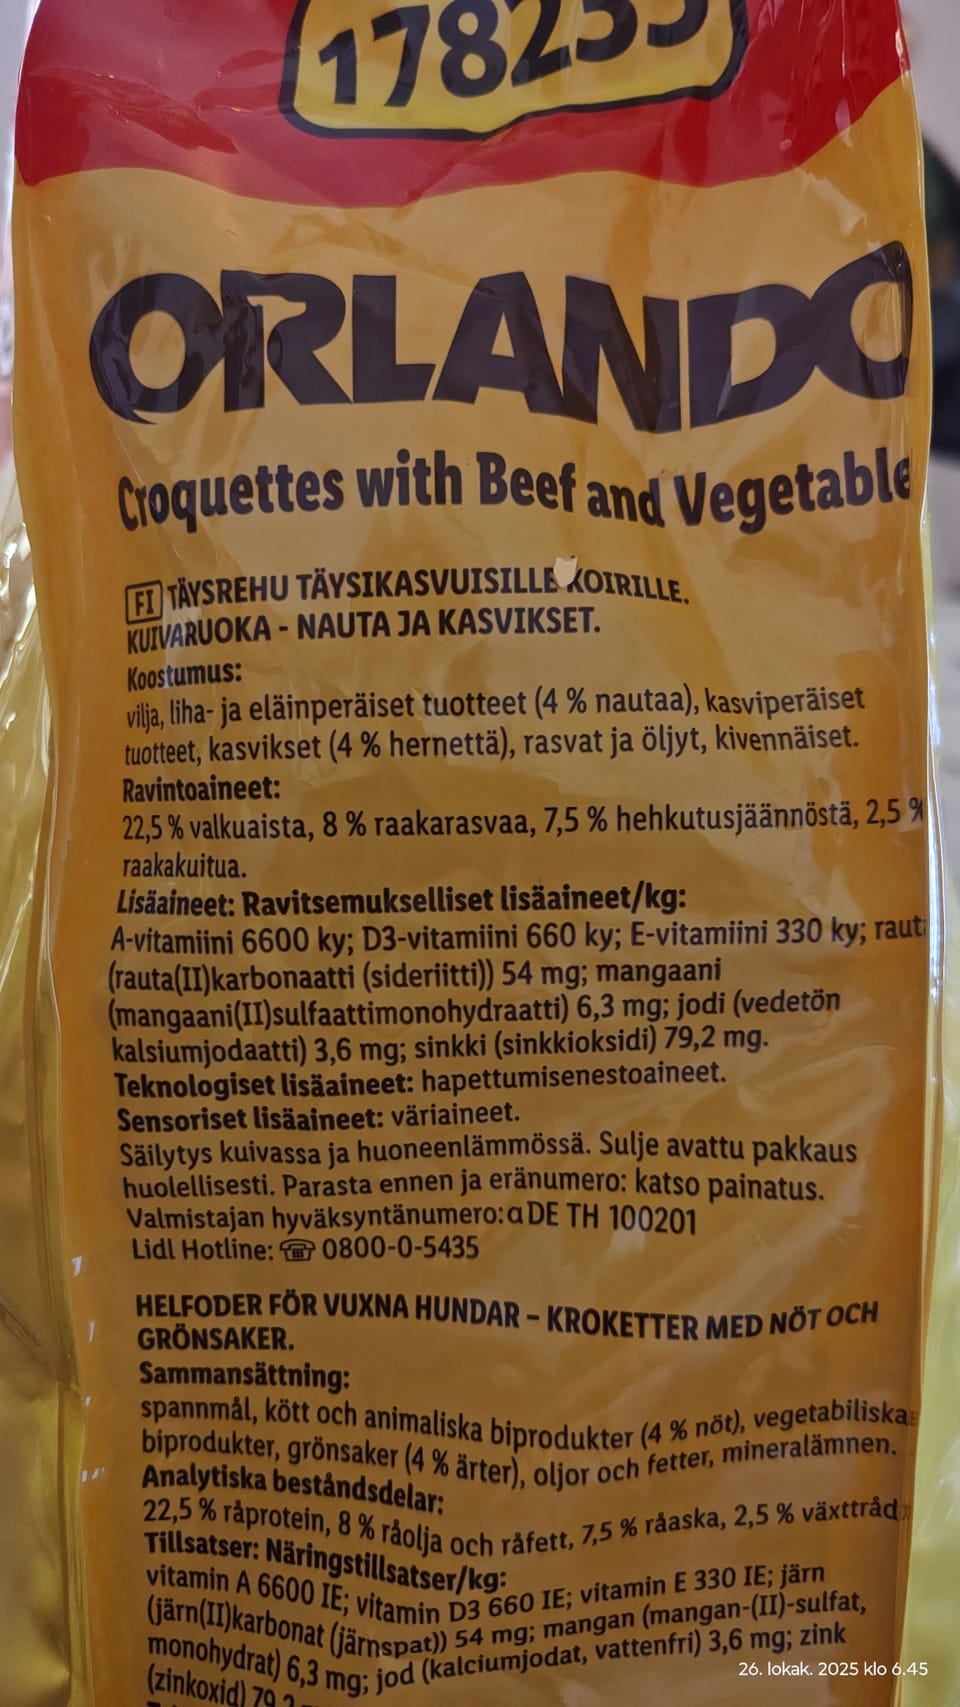 178235
ORLANDO
Croquettes with Beef and Vegetable
FI TÄYSREHU TÄYSIKASVUISILLE KOIRILLE.
KUIVARUOKA - NAUTA JA KASVIKSET.
Koostumus:
vilja, liha- ja eläinperäiset tuotteet (4 % nautaa), kasviperäiset
tuotteet, kasvikset (4 % hernettä), rasvat ja öljyt, kivennäiset.
Ravintoaineet:
22,5 % valkuaista, 8 % raakarasvaa, 7,5 % hehkutusjäännöstä, 2,5 %
raakakuitua.
Lisäaineet: Ravitsemukselliset lisäaineet/kg:
A-vitamiini 6600 ky; D3-vitamiini 660 ky; E-vitamiini 330 ky; raut
(rauta(II)karbonaatti (sideriitti)) 54 mg; mangaani
(mangaani(II)sulfaattimonohydraatti) 6,3 mg; jodi (vedetön
kalsiumjodaatti) 3,6 mg; sinkki (sinkkioksidi) 79,2 mg.
Teknologiset lisäaineet: hapettumisenestoaineet.
Sensoriset lisäaineet: väriaineet.
Säilytys kuivassa ja huoneenlämmössä. Sulje avattu pakkaus
huolellisesti. Parasta ennen ja eränumero: katso painatus.
Valmistajan hyväksyntänumero: α DE TH 100201
Lidl Hotline: ☎ 0800-0-5435
HELFODER FÖR VUXNA HUNDAR – KROKETTER MED NÖT OCH
GRÖNSAKER.
Sammansättning:
spannmål, kött och animaliska biprodukter (4 % nöt), vegetabiliska
biprodukter, grönsaker (4 % ärter), oljor och fetter, mineralämnen.
Analytiska beståndsdelar:
22,5 % råprotein, 8 % råolja och råfett, 7,5 % råaska, 2,5 % växttråd
Tillsatser: Näringstillsatser/kg:
vitamin A 6600 IE; vitamin D3 660 IE; vitamin E 330 IE; järn
(järn(II)karbonat (järnspat)) 54 mg; mangan (mangan-(II)-sulfat,
monohydrat) 6,3 mg; jod (kalciumjodat, vattenfri) 3,6 mg; zink
(zinkoxid) 79,2
26. lokak. 2025 klo 6.45